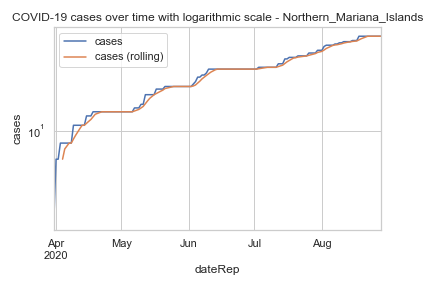 COVID-19 cases over time with logarithmic scale - Northern_Mariana_Islands
cases
cases (rolling)
cases
10¹
Apr May Jun Jul Aug
2020
dateRep